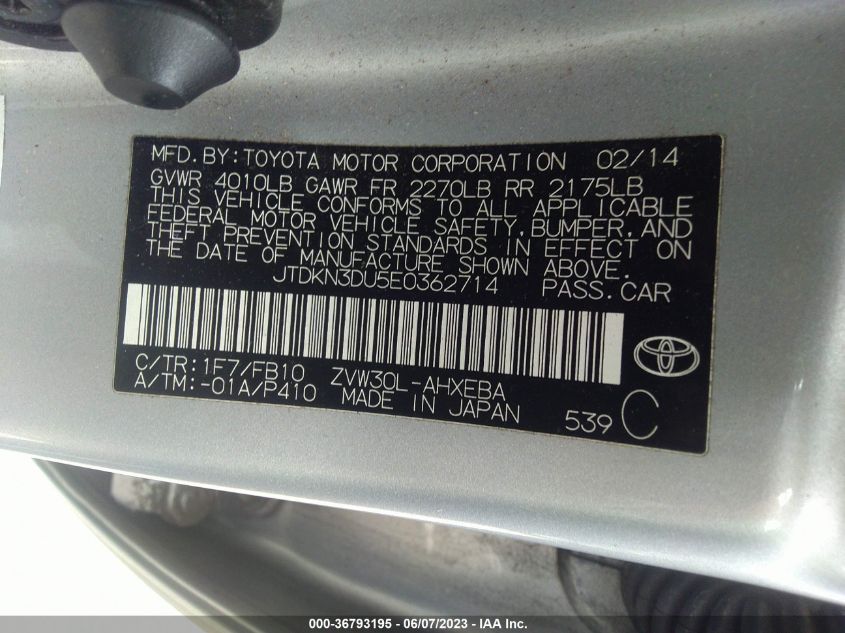 MFD. BY: TOYOTA MOTOR CORPORATION 02/14
GVWR 4010LB GAWR FR 2270LB RR 2175LB
THIS VEHICLE CONFORMS TO ALL APPLICABLE
FEDERAL MOTOR VEHICLE SAFETY, BUMPER, AND
THEFT PREVENTION STANDARDS IN EFFECT ON
THE DATE OF MANUFACTURE SHOWN ABOVE.
JTDKN3DU5E0362714 PASS. CAR
C/TR: 1F7/FB10 ZVW30L-AHXEBA
A/TM: -01A/P410 MADE IN JAPAN
539 C
000-36793195 - 06/07/2023 - IAA Inc.